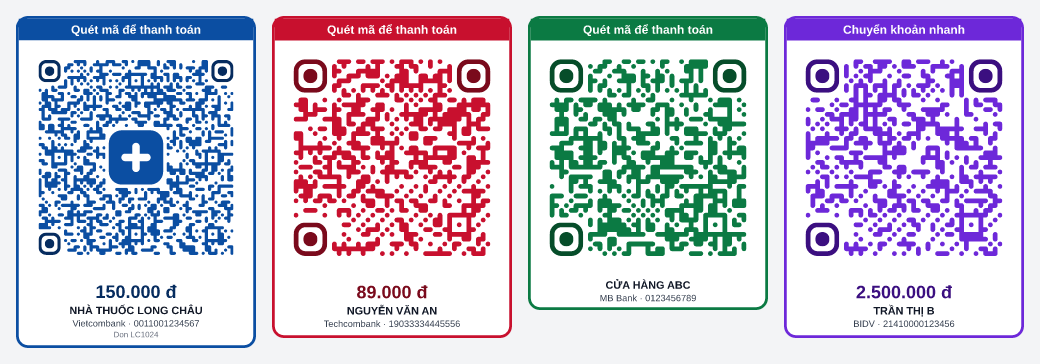 Quét mã để thanh toán
150.000 đ
NHÀ THUỐC LONG CHÂU
Vietcombank · 0011001234567
Don LC1024
Quét mã để thanh toán
89.000 đ
NGUYỄN VĂN AN
Techcombank · 19033334445556
Quét mã để thanh toán
CỬA HÀNG ABC
MB Bank · 0123456789
Chuyển khoản nhanh
2.500.000 đ
TRẦN THỊ B
BIDV · 21410000123456